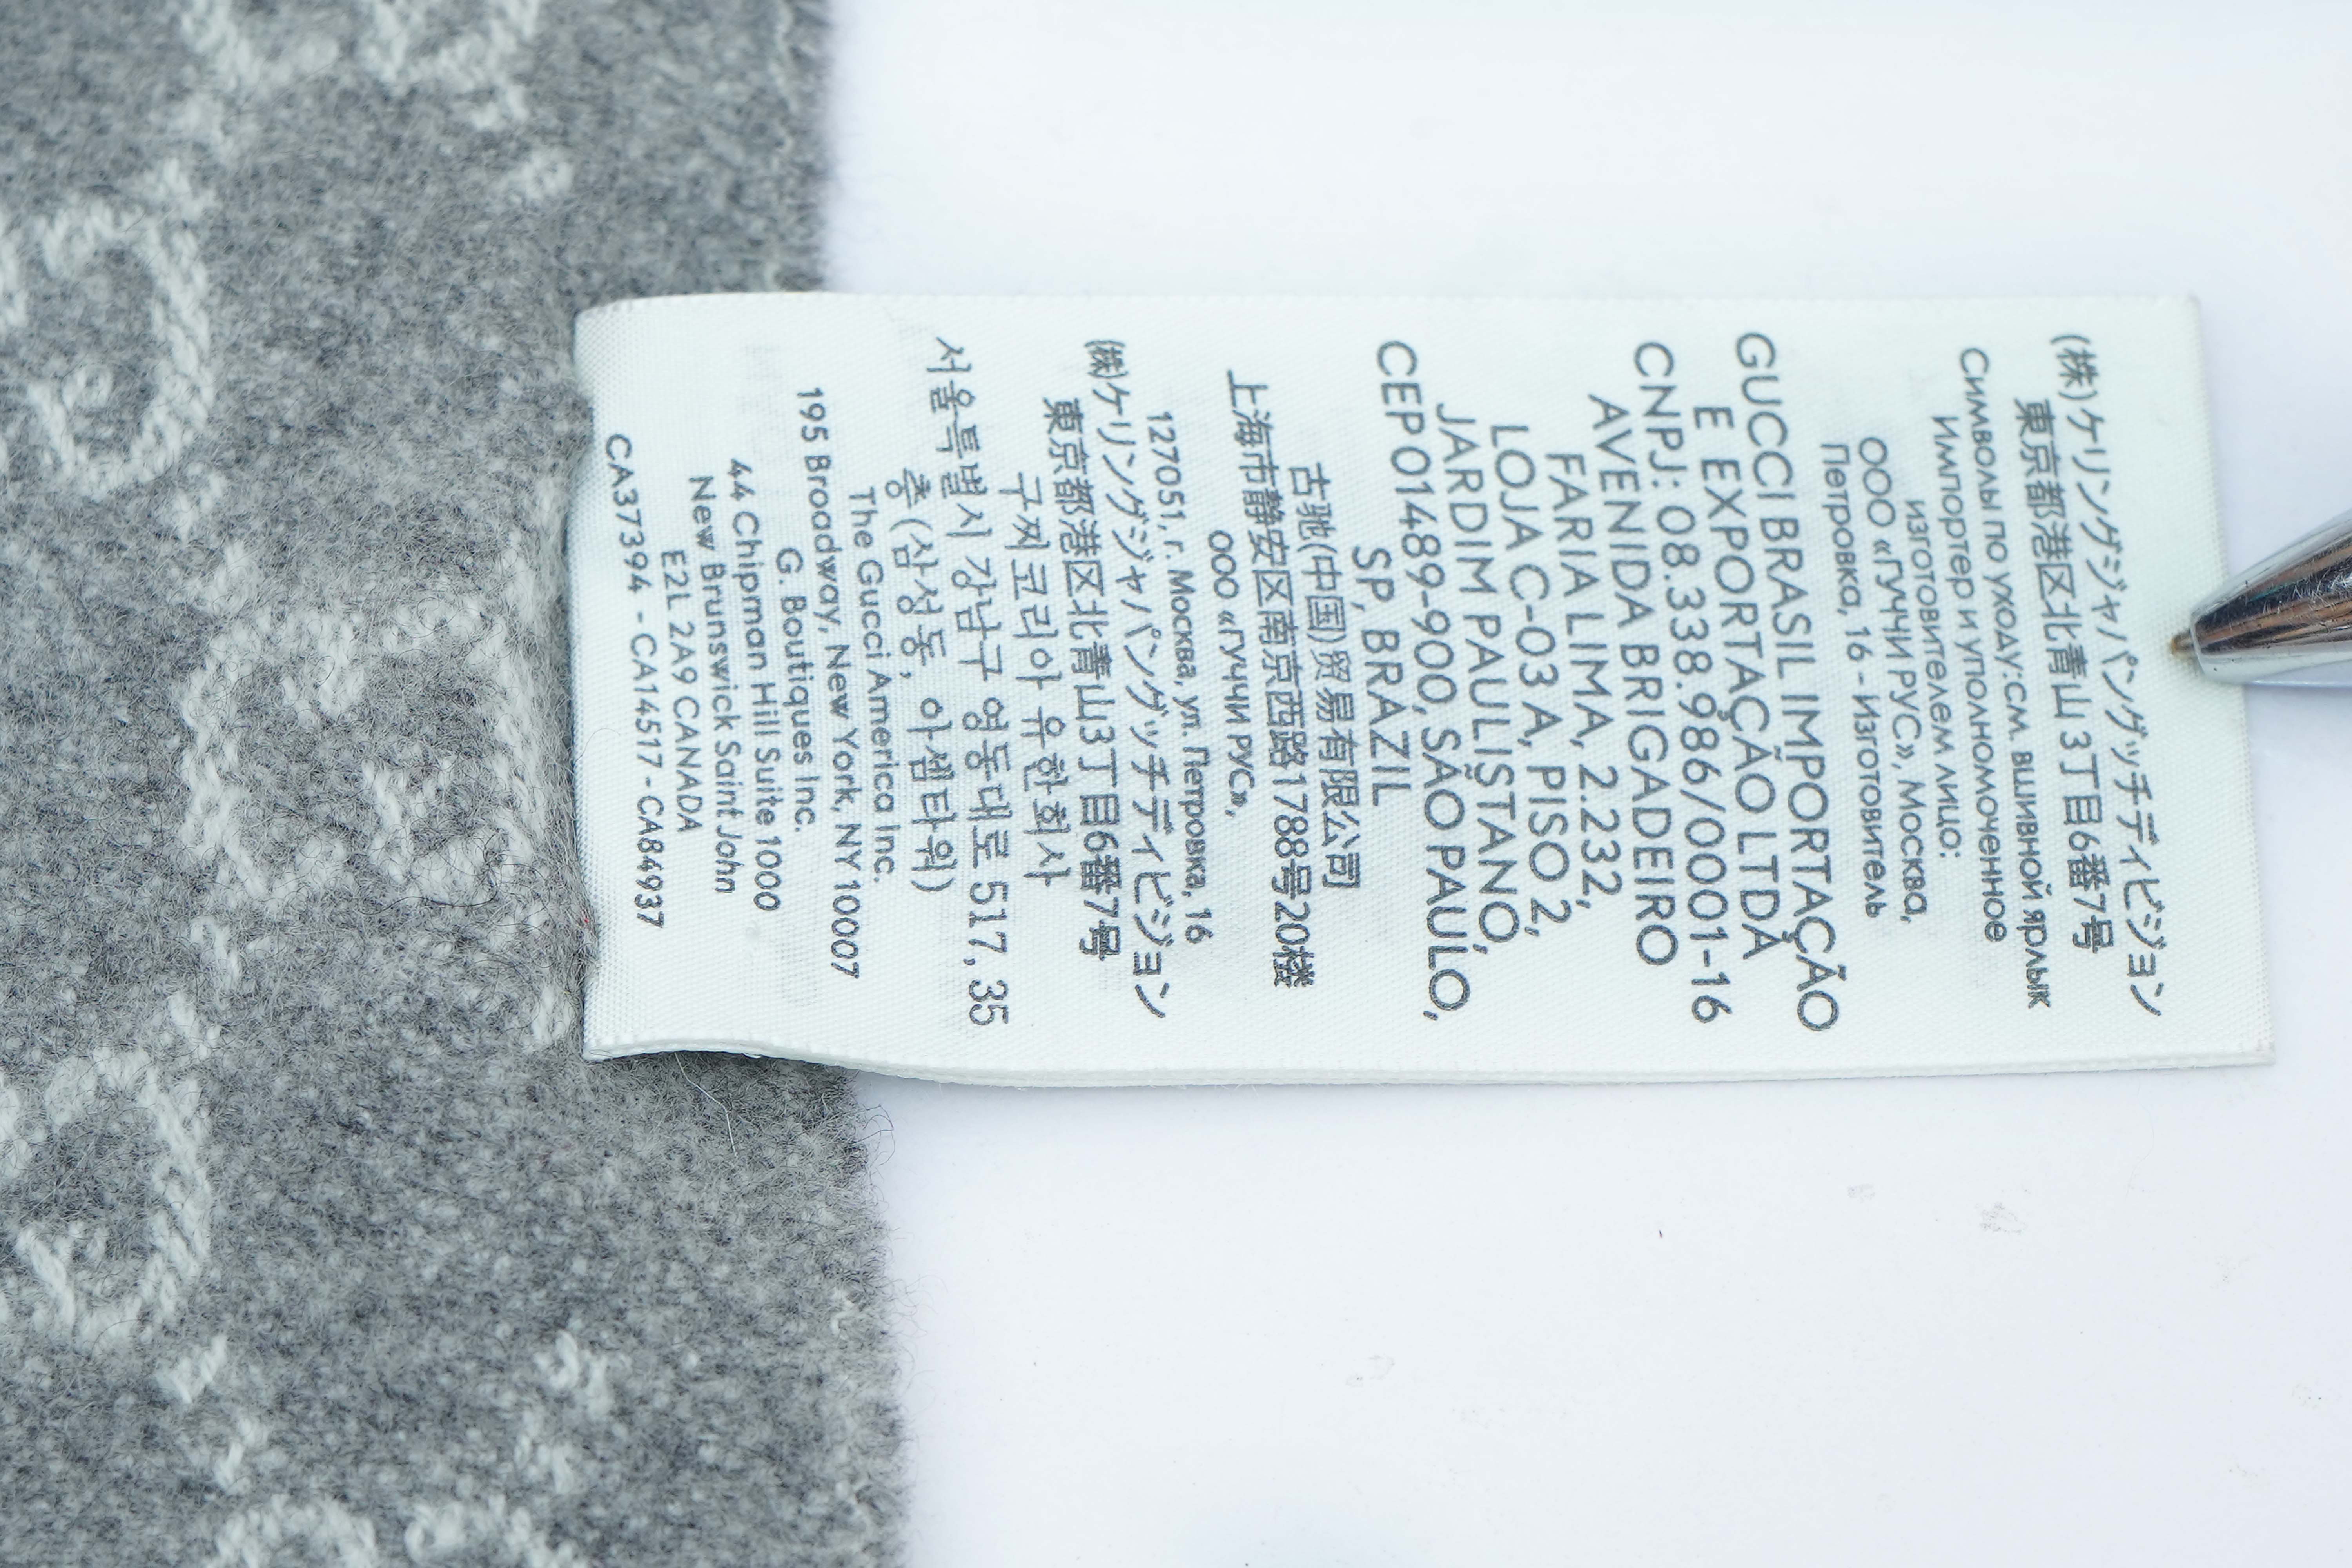 (株)ケリングジャパングッチディビジョン
東京都港区北青山3丁目6番7号
Символы по уходу:см. вшивной ярлык
Импортер и уполномоченное
изготовителем лицо:
ООО «ГУЧЧИ РУС», Москва,
Петровка, 16 - Изготовитель
GUCCI BRASIL IMPORTAÇÃO
E EXPORTAÇÃO LTDA
CNPJ: 08.338.986/0001-16
AVENIDA BRIGADEIRO
FARIA LIMA, 2.232,
LOJA C-03 A, PISO 2,
JARDIM PAULISTANO,
CEP 01489-900, SÃO PAULO,
SP, BRAZIL
古驰(中国)贸易有限公司
上海市静安区南京西路1788号20楼
ООО «ГУЧЧИ РУС»,
127051, г. Москва, ул. Петровка, 16
(株)ケリングジャパングッチディビジョン
東京都港区北青山3丁目6番7号
구찌코리아 유한회사
서울특별시 강남구 영동대로 517, 35
층 (삼성동, 아셈타워)
The Gucci America Inc.
195 Broadway, New York, NY 10007
G. Boutiques Inc.
44 Chipman Hill Suite 1000
New Brunswick Saint John
E2L 2A9 CANADA
CA37394 - CA14517 - CA84937